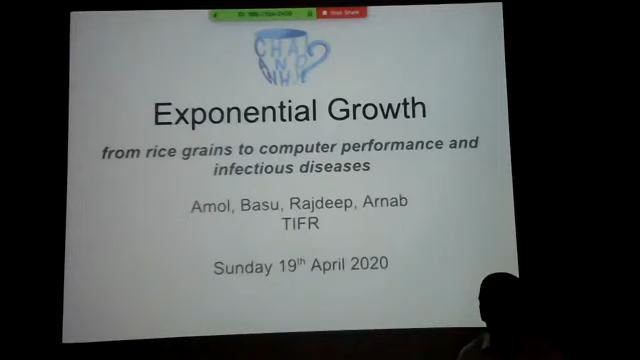 CHAI
AND
Exponential Growth
from rice grains to computer performance and
infectious diseases
Amol, Basu, Rajdeep, Arnab
TIFR
Sunday 19th April 2020